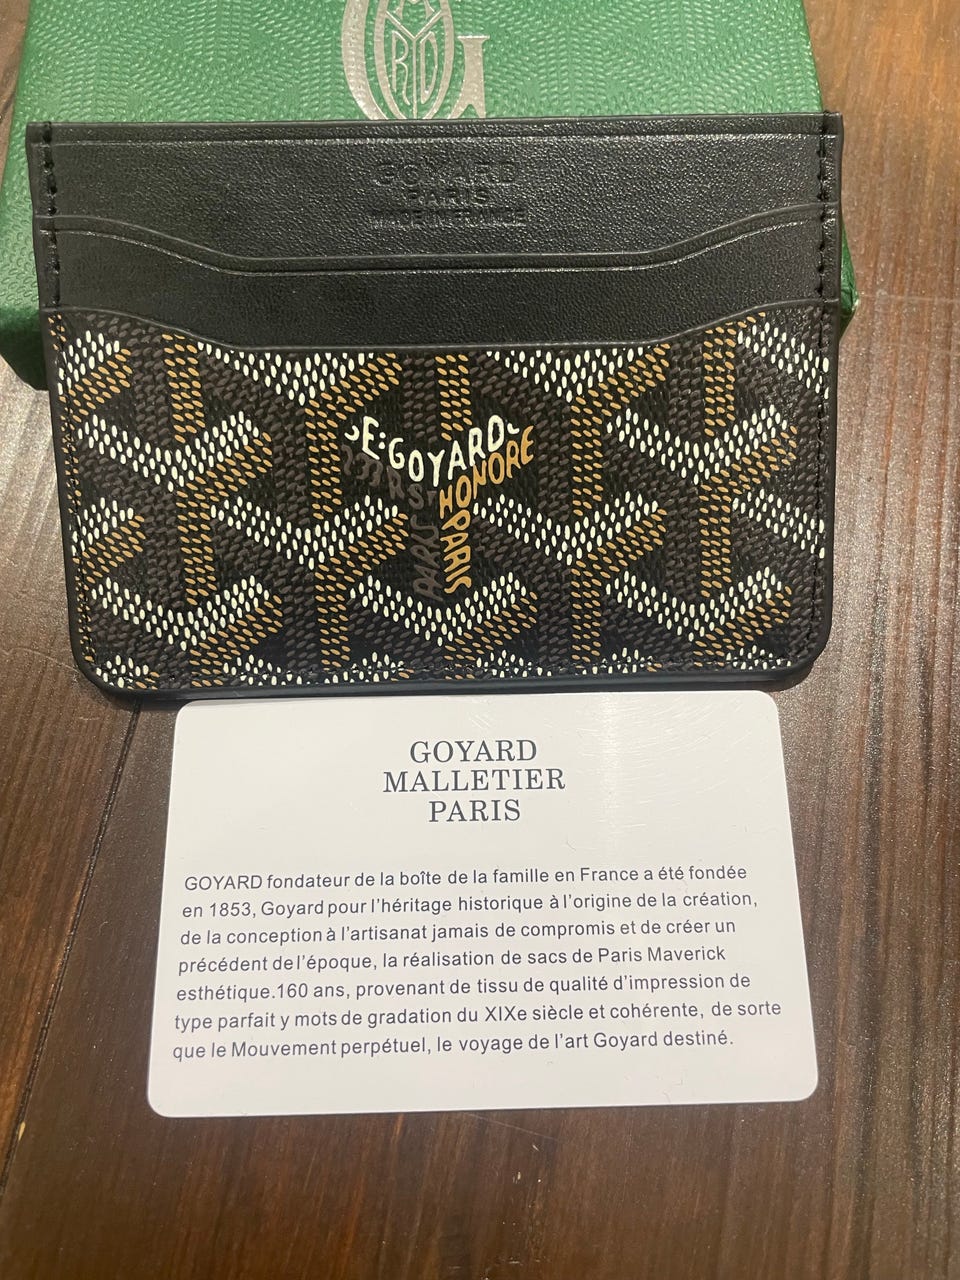 GOYARD
PARIS
MADE IN FRANCE
E:GOYARD
HONORE
PARIS
GOYARD
MALLETIER
PARIS
GOYARD fondateur de la boîte de la famille en France a été fondée
en 1853, Goyard pour l'héritage historique à l'origine de la création,
de la conception à l'artisanat jamais de compromis et de créer un
précédent de l'époque, la réalisation de sacs de Paris Maverick
esthétique.160 ans, provenant de tissu de qualité d'impression de
type parfait y mots de gradation du XIXe siècle et cohérente, de sorte
que le Mouvement perpétuel, le voyage de l'art Goyard destiné.